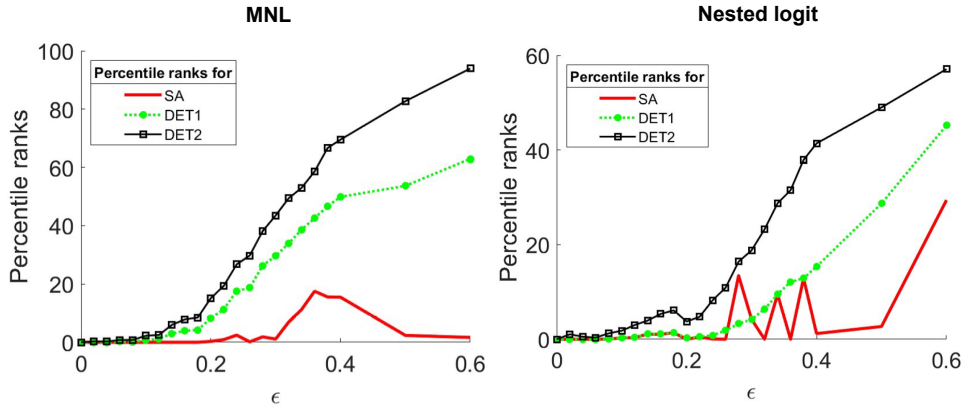 MNL
Percentile ranks
100
80
60
40
20
0
Percentile ranks for
SA
DET1
DET2
0
0.2
0.4
0.6
ϵ
Nested logit
Percentile ranks
60
40
20
0
Percentile ranks for
SA
DET1
DET2
0
0.2
0.4
0.6
ϵ